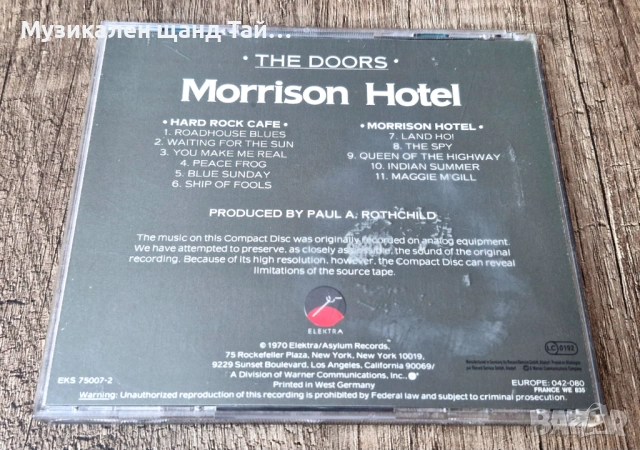 Музикален щанд-Тай...
• THE DOORS •
Morrison Hotel
• HARD ROCK CAFE •
1. ROADHOUSE BLUES
2. WAITING FOR THE SUN
3. YOU MAKE ME REAL
4. PEACE FROG
5. BLUE SUNDAY
6. SHIP OF FOOLS
• MORRISON HOTEL •
7. LAND HO!
8. THE SPY
9. QUEEN OF THE HIGHWAY
10. INDIAN SUMMER
11. MAGGIE M'GILL
PRODUCED BY PAUL A. ROTHCHILD
The music on this Compact Disc was originally recorded on analog equipment.
We have attempted to preserve, as closely as possible, the sound of the original
recording. Because of its high resolution, however, the Compact Disc can reveal
limitations of the source tape.
ELEKTRA
℗ 1970 Elektra/Asylum Records,
75 Rockefeller Plaza, New York, New York 10019,
9229 Sunset Boulevard, Los Angeles, California 90069/
A Division of Warner Communications, Inc.,
Printed in West Germany
LC 0192
EKS 75007-2
EUROPE: 042-080
FRANCE WE 835
Warning: Unauthorized reproduction of this recording is prohibited by Federal law and subject to criminal prosecution.